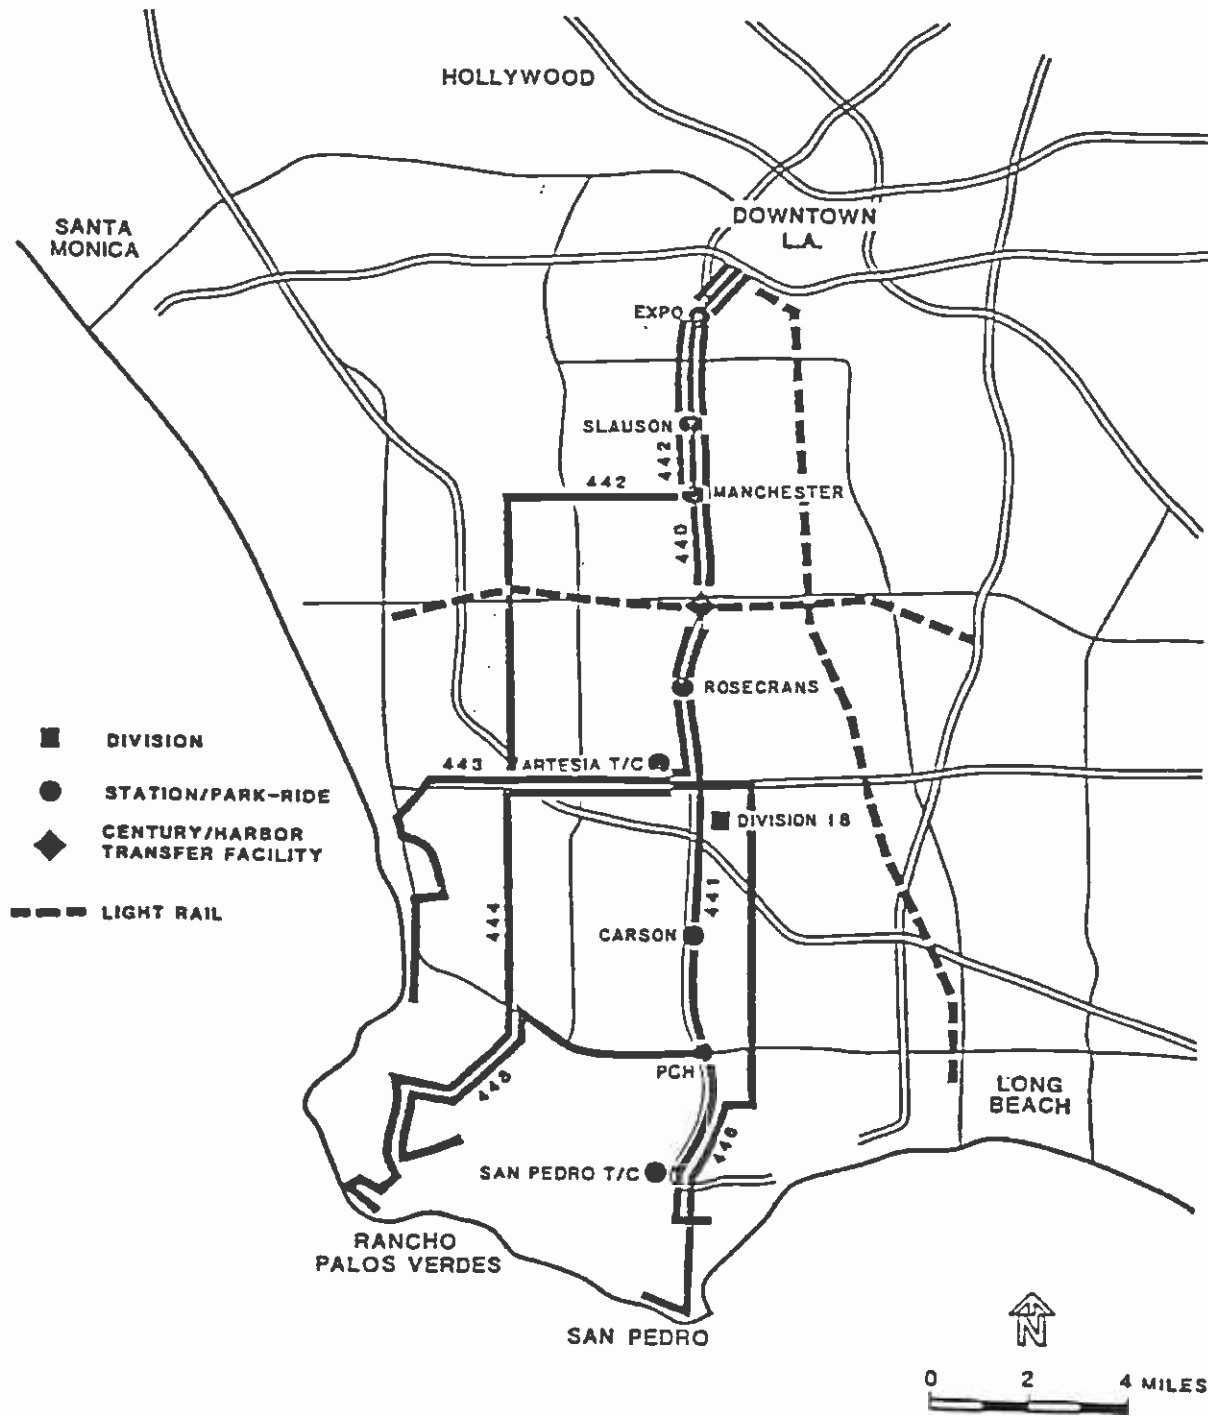 HOLLYWOOD
SANTA
MONICA
DOWNTOWN
L.A.
EXPO
SLAUSON
442
442
MANCHESTER
440
ROSECRANS
DIVISION
443
ARTESIA T/C
STATION/PARK-RIDE
DIVISION 18
CENTURY/HARBOR
TRANSFER FACILITY
441
444
LIGHT RAIL
CARSON
PCH
443
LONG
BEACH
446
SAN PEDRO T/C
RANCHO
PALOS VERDES
SAN PEDRO
N
0 2 4 MILES